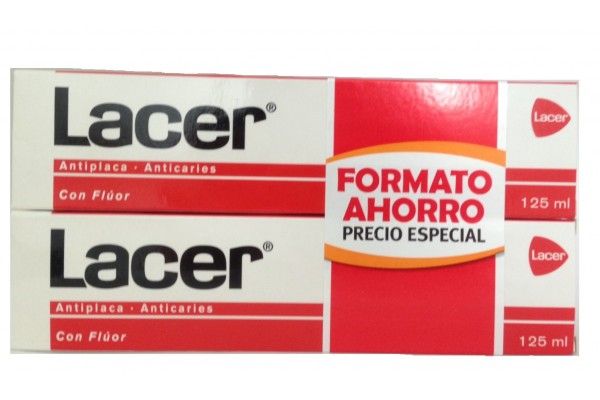 Lacer®
Antiplaca · Anticaries
Con Flúor
Lacer
125 ml
FORMATO
AHORRO
PRECIO ESPECIAL
Lacer®
Antiplaca · Anticaries
Con Flúor
Lacer
125 ml